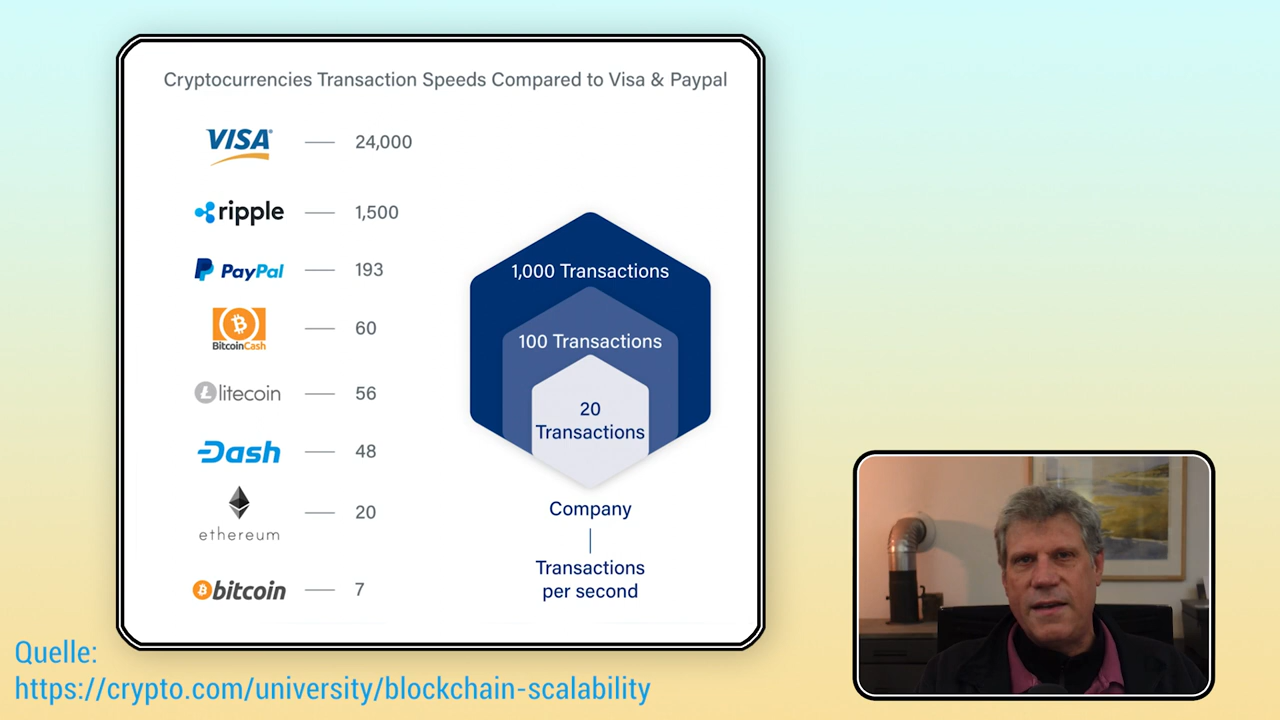 Cryptocurrencies Transaction Speeds Compared to Visa & Paypal
VISA 24,000
ripple 1,500
PayPal 193
BitcoinCash 60
litecoin 56
Dash 48
ethereum 20
bitcoin 7
1,000 Transactions
100 Transactions
20
Transactions
Company
Transactions
per second
Quelle:
https://crypto.com/university/blockchain-scalability